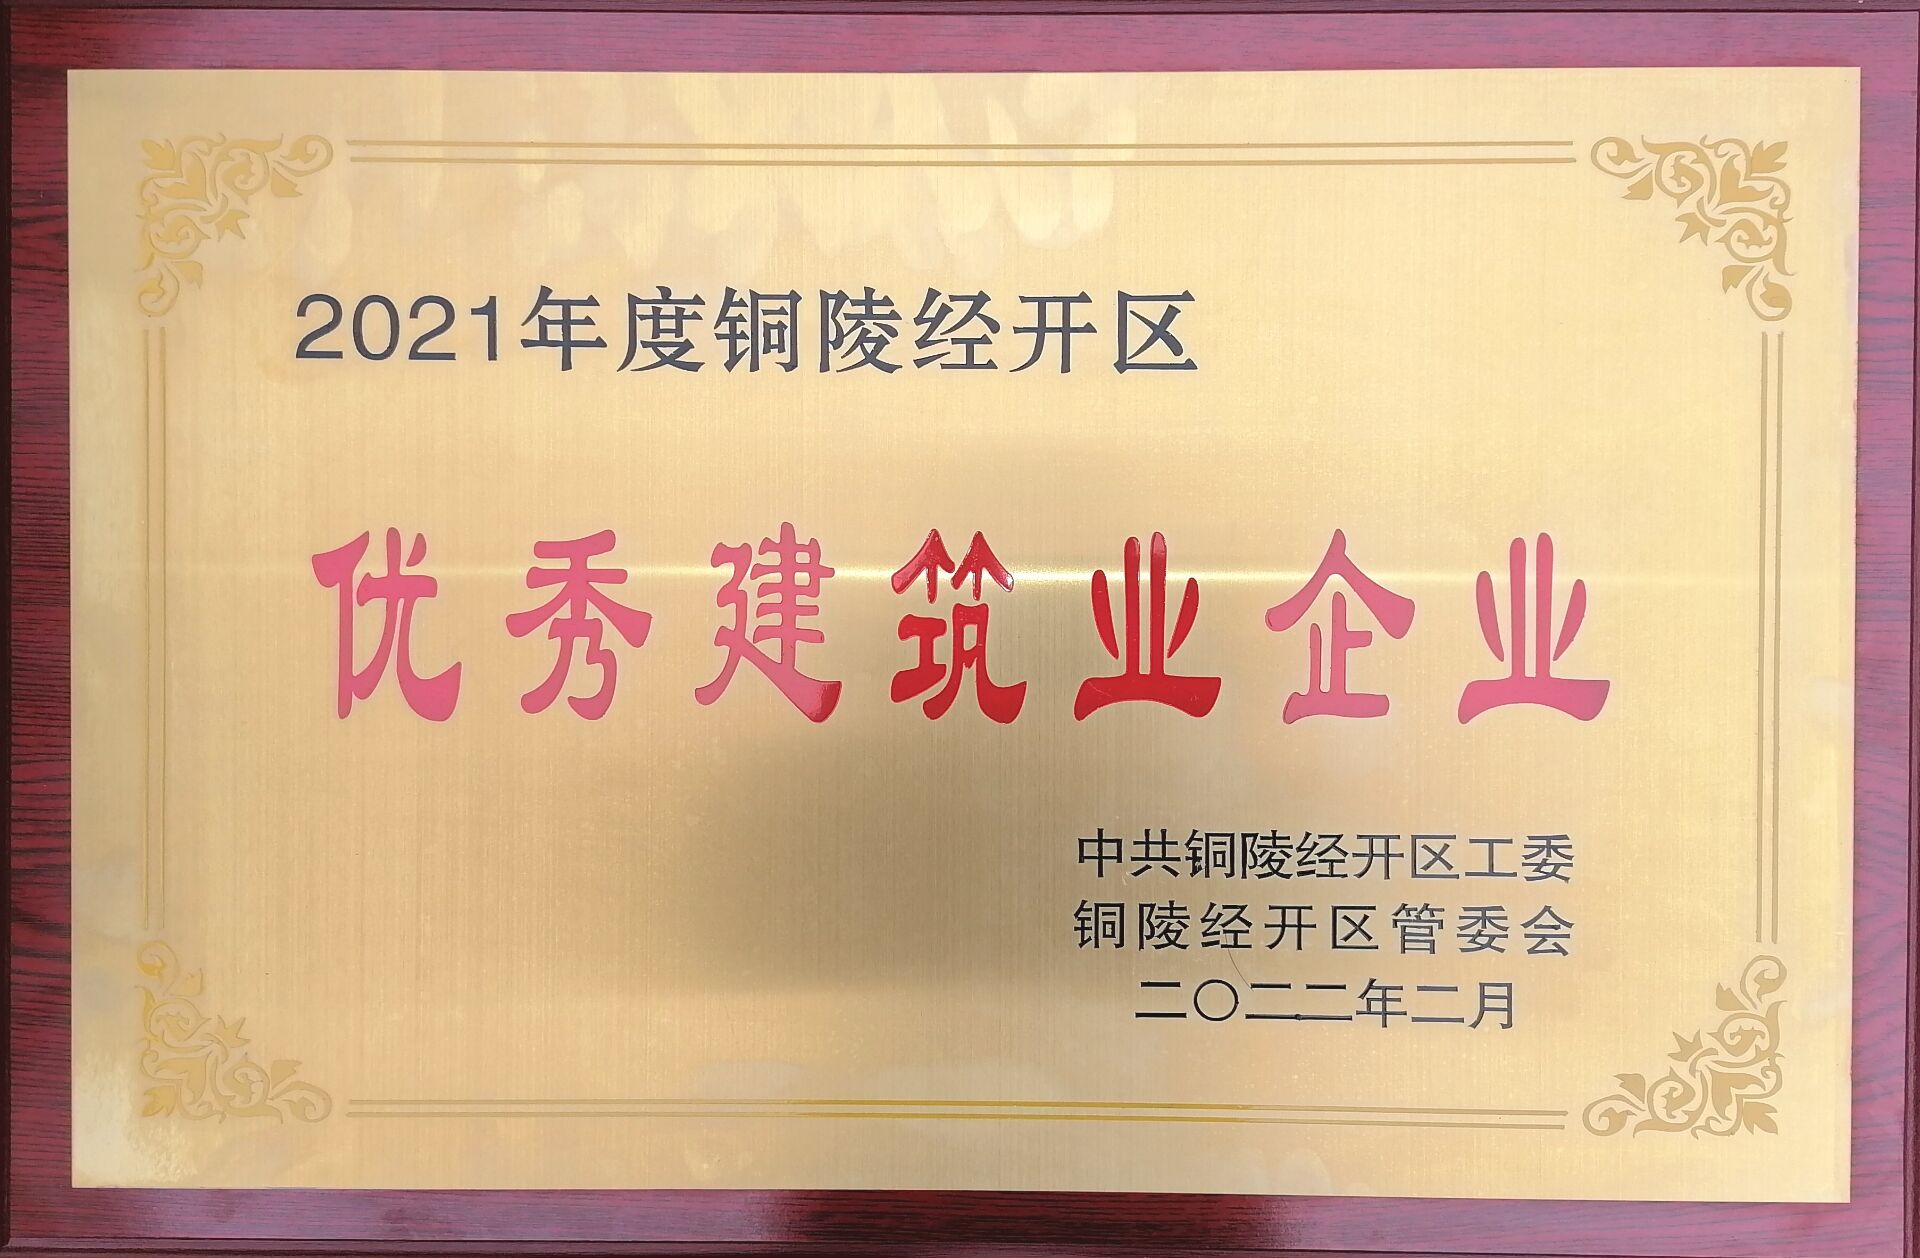 2021年度铜陵经开区
优秀建筑业企业
中共铜陵经开区工委
铜陵经开区管委会
二〇二二年二月